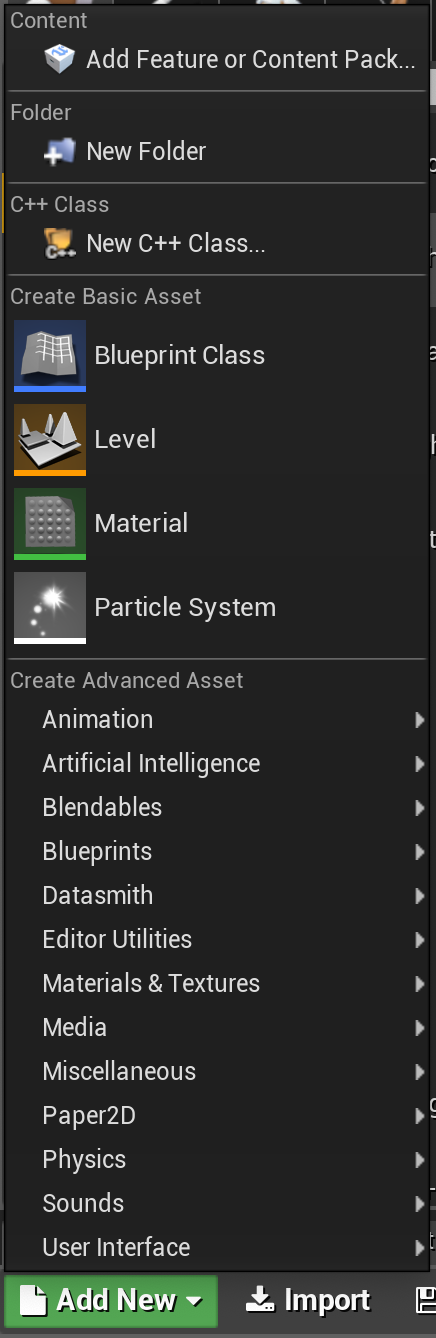 Content
Add Feature or Content Pack...
Folder
New Folder
C++ Class
New C++ Class...
Create Basic Asset
Blueprint Class
Level
Material
Particle System
Create Advanced Asset
Animation
Artificial Intelligence
Blendables
Blueprints
Datasmith
Editor Utilities
Materials & Textures
Media
Miscellaneous
Paper2D
Physics
Sounds
User Interface
Add New Import